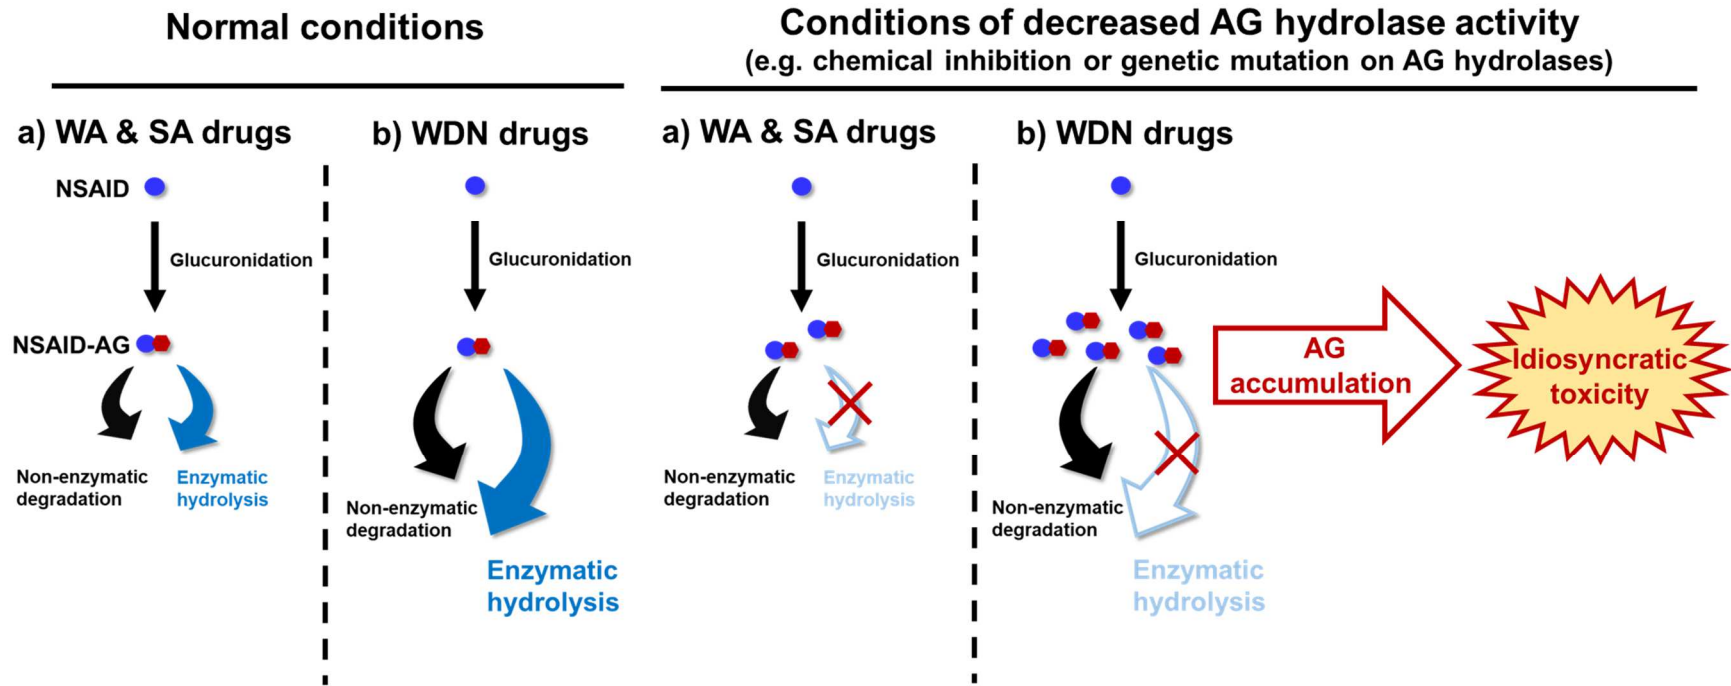 Normal conditions
a) WA & SA drugs
NSAID
Glucuronidation
NSAID-AG
Non-enzymatic
degradation
Enzymatic
hydrolysis
b) WDN drugs
Glucuronidation
Non-enzymatic
degradation
Enzymatic
hydrolysis
Conditions of decreased AG hydrolase activity
(e.g. chemical inhibition or genetic mutation on AG hydrolases)
a) WA & SA drugs
Glucuronidation
Non-enzymatic
degradation
Enzymatic
hydrolysis
b) WDN drugs
Glucuronidation
Non-enzymatic
degradation
Enzymatic
hydrolysis
AG
accumulation
Idiosyncratic
toxicity